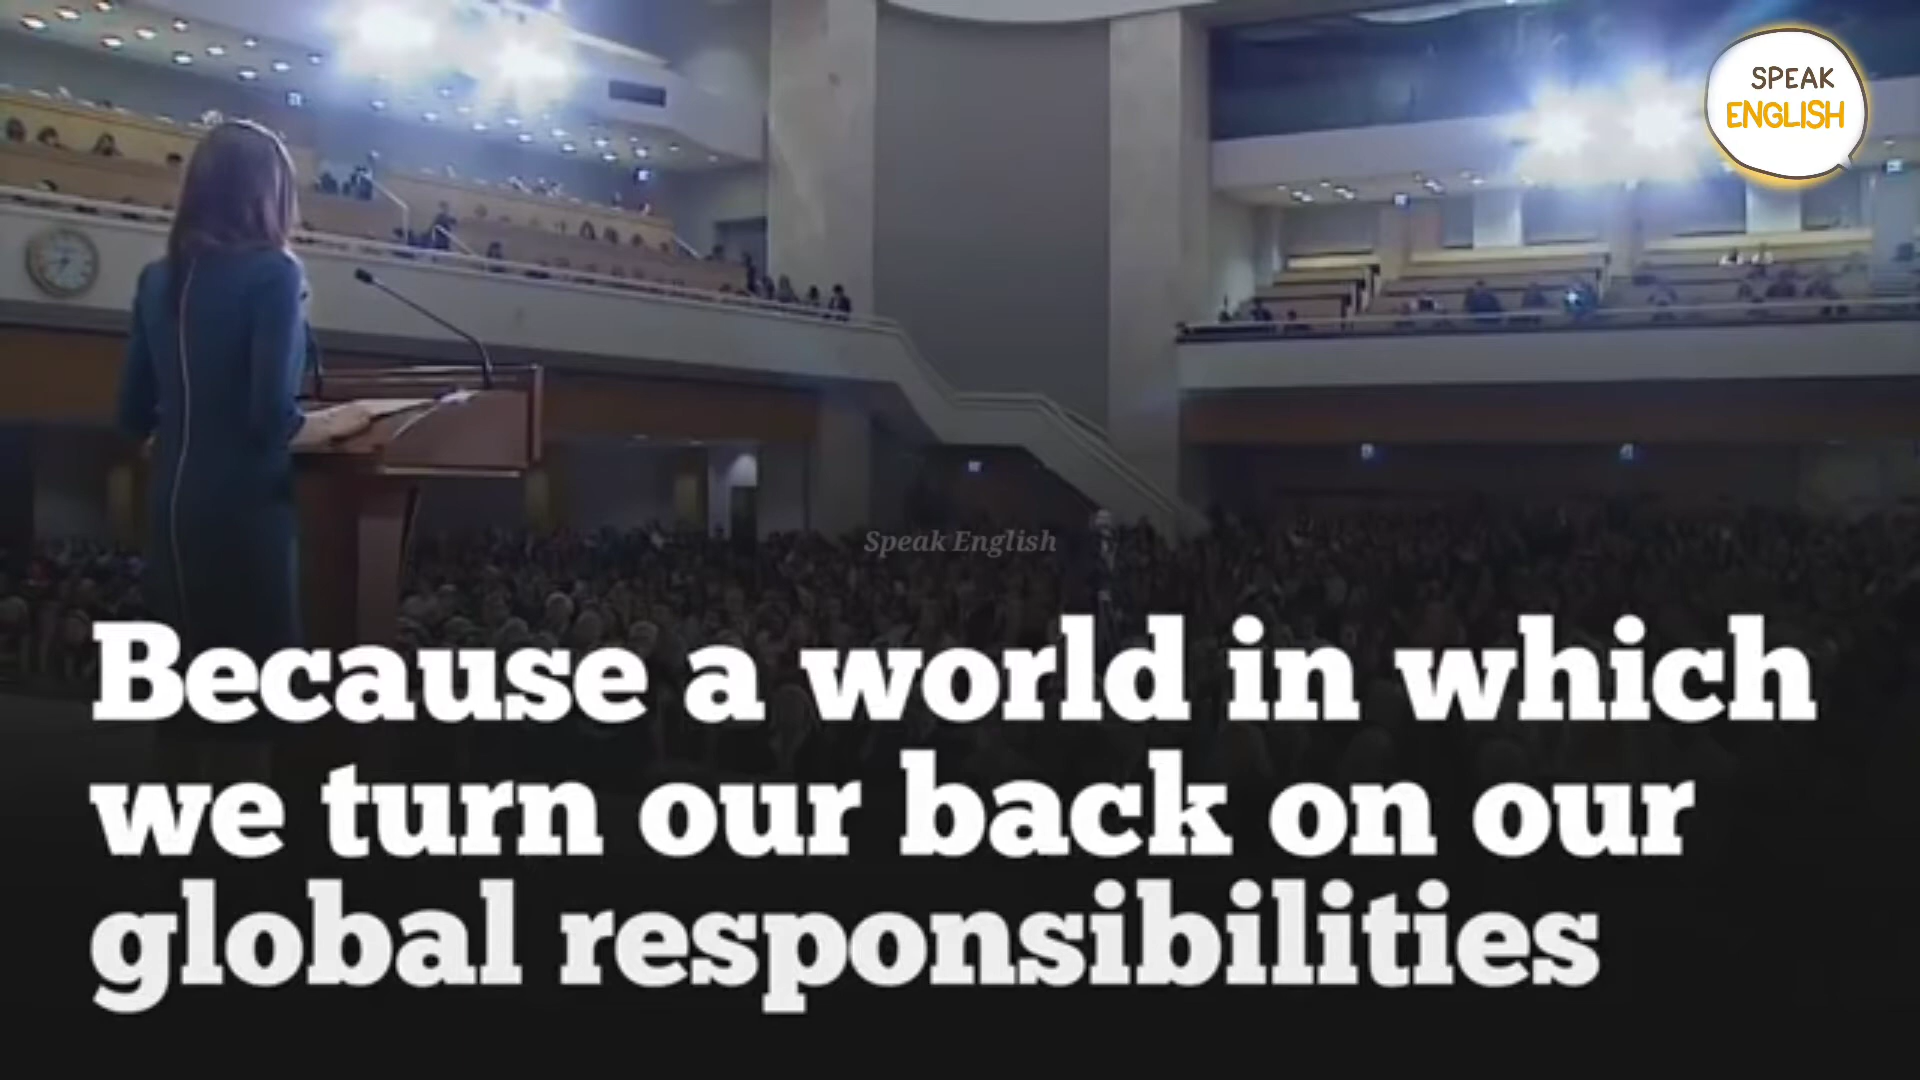 SPEAK
ENGLISH
Speak English
Because a world in which
we turn our back on our
global responsibilities